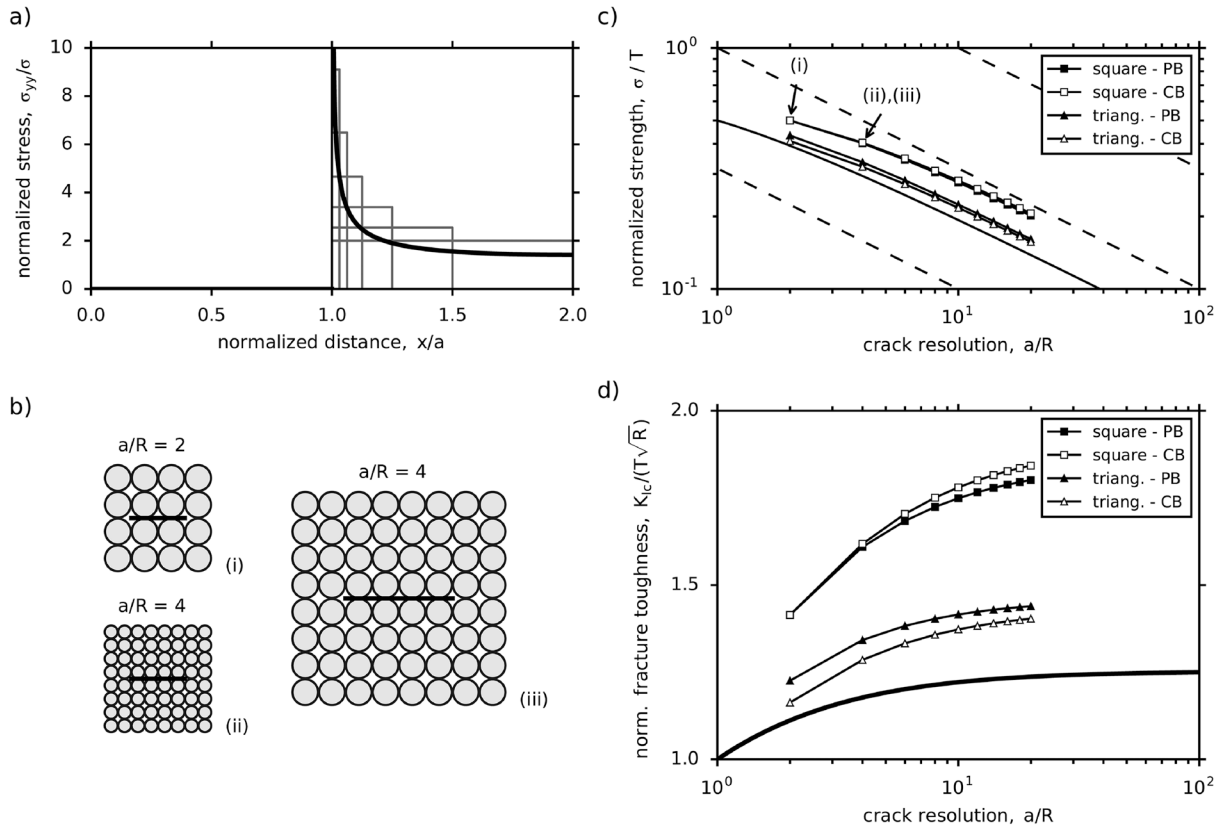 a)
10
8
6
4
2
0
0.0 0.5 1.0 1.5 2.0
normalized stress, σyy/σ
normalized distance, x/a
b)
a/R = 2
(i)
a/R = 4
(ii)
a/R = 4
(iii)
c)
10⁰
10⁻¹
10⁰ 10¹ 10² 
normalized strength, σ / T
crack resolution, a/R
(i)
(ii),(iii)
square - PB
square - CB
triang. - PB
triang. - CB
d)
2.0
1.5
1.0
10⁰ 10¹ 10²
norm. fracture toughness, KIc/(T√R)
crack resolution, a/R
square - PB
square - CB
triang. - PB
triang. - CB